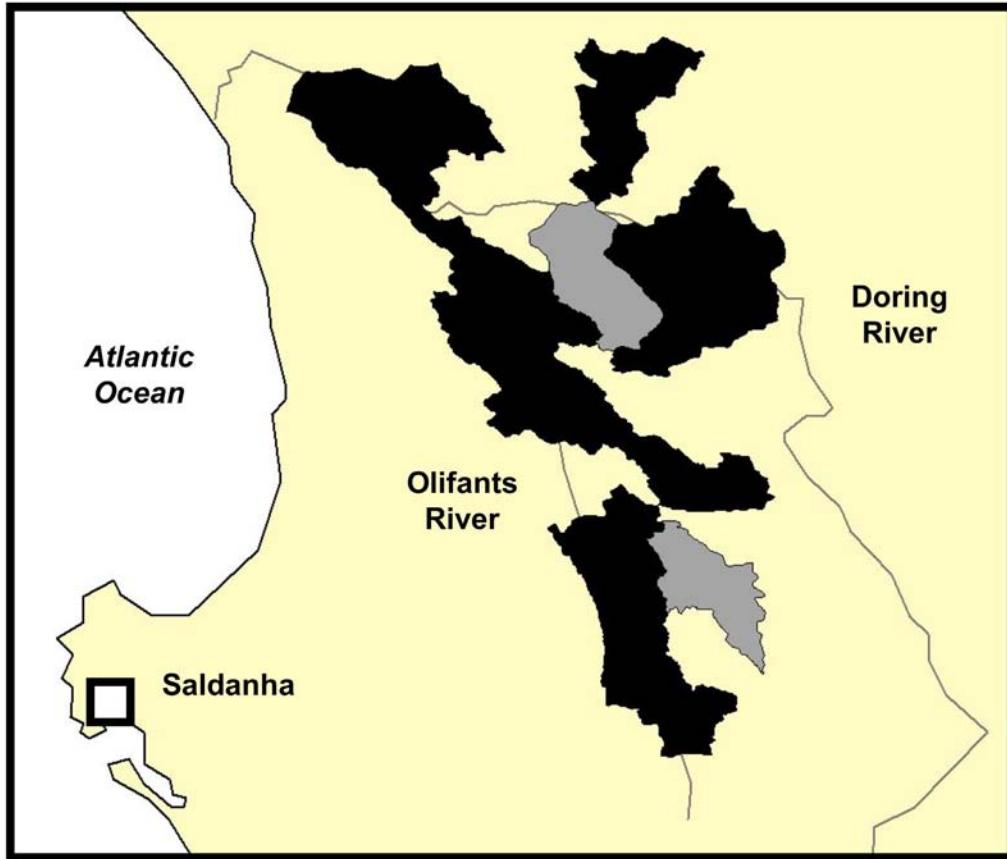 Doring
River
Atlantic
Ocean
Olifants
River
Saldanha